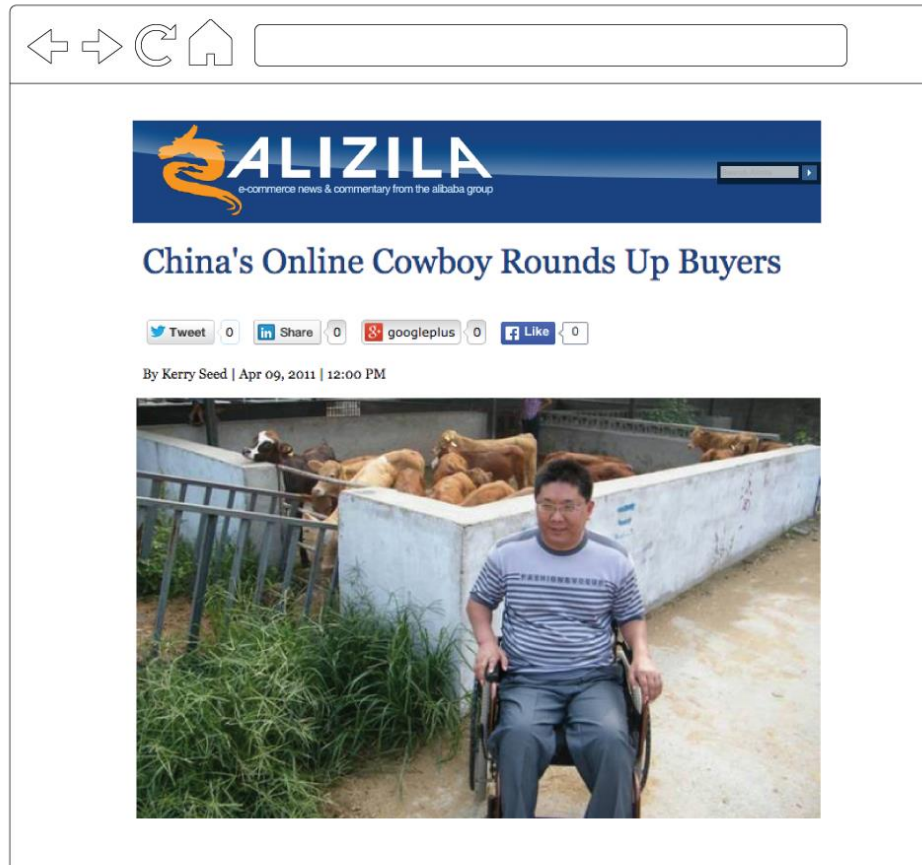 ALIZILA
e-commerce news & commentary from the alibaba group
China's Online Cowboy Rounds Up Buyers
Tweet 0 Share 0 googleplus 0 Like 0
By Kerry Seed | Apr 09, 2011 | 12:00 PM